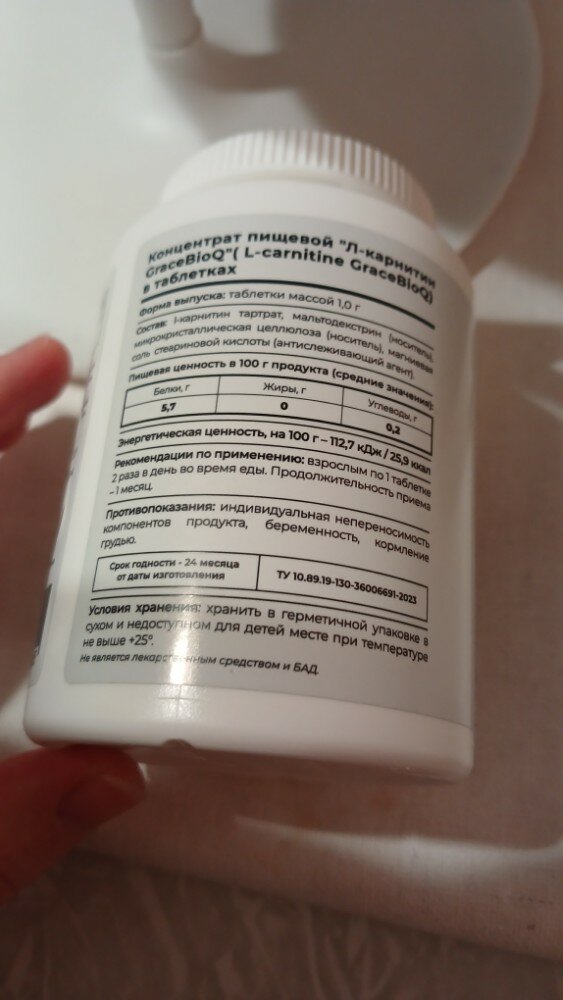 Концентрат пищевой "Л-карнитин
GraceBioQ"( L-carnitine GraceBioQ)
в таблетках
Форма выпуска: таблетки массой 1,0 г
Состав: l-карнитин тартрат, мальтодекстрин (носитель),
микрокристаллическая целлюлоза (носитель), магниевая
соль стеариновой кислоты (антислеживающий агент).
Пищевая ценность в 100 г продукта (средние значения):
Белки, г Жиры, г Углеводы, г
5,7 0 0,2
Энергетическая ценность, на 100 г – 112,7 кДж / 25,9 ккал
Рекомендации по применению: взрослым по 1 таблетке
2 раза в день во время еды. Продолжительность приема
– 1 месяц.
Противопоказания: индивидуальная непереносимость
компонентов продукта, беременность, кормление
грудью.
Срок годности - 24 месяца
от даты изготовления
ТУ 10.89.19-130-36006691-2023
Условия хранения: хранить в герметичной упаковке в
сухом и недоступном для детей месте при температуре
не выше +25°.
Не является лекарственным средством и БАД.